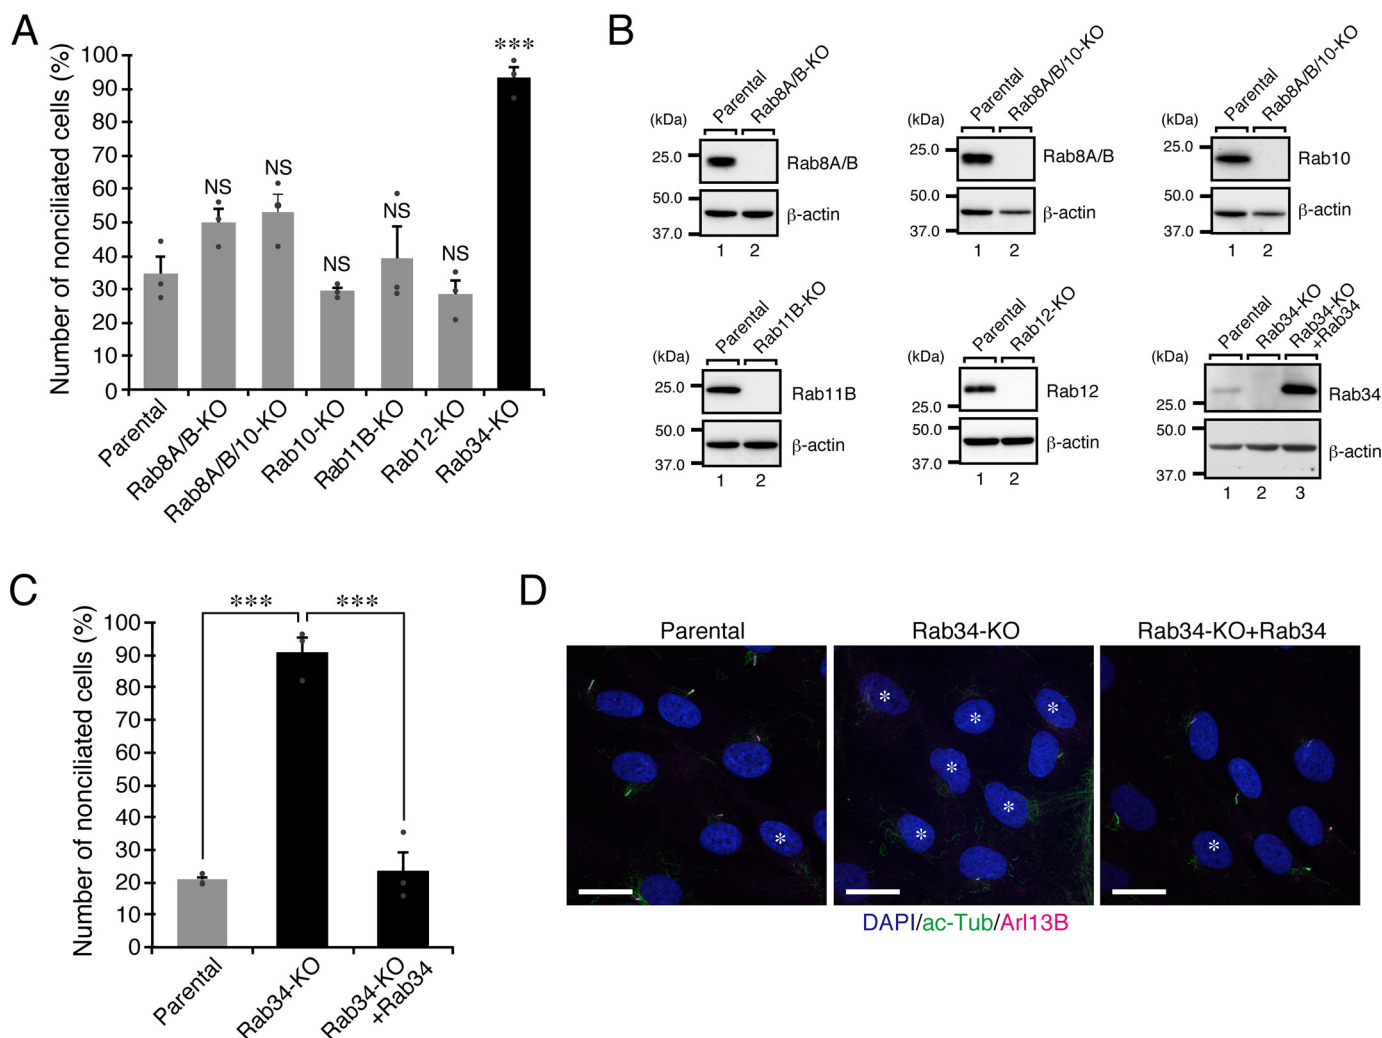 A
Number of nonciliated cells (%)
100
90
80
70
60
50
40
30
20
10
0
NS
NS
NS
NS
NS
***
Parental
Rab8A/B-KO
Rab8A/B/10-KO
Rab10-KO
Rab11B-KO
Rab12-KO
Rab34-KO
B
Parental
Rab8A/B-KO
(kDa)
25.0
Rab8A/B
50.0
β-actin
37.0
1 2
Parental
Rab8A/B/10-KO
(kDa)
25.0
Rab8A/B
50.0
β-actin
37.0
1 2
Parental
Rab8A/B/10-KO
(kDa)
25.0
Rab10
50.0
β-actin
37.0
1 2
Parental
Rab11B-KO
(kDa)
25.0
Rab11B
50.0
β-actin
37.0
1 2
Parental
Rab12-KO
(kDa)
Rab12
25.0
50.0
β-actin
37.0
1 2
Parental
Rab34-KO
Rab34-KO
+Rab34
(kDa)
Rab34
25.0
50.0
β-actin
37.0
1 2 3
C
Number of nonciliated cells (%)
100
90
80
70
60
50
40
30
20
10
0
*** ***
Parental
Rab34-KO
Rab34-KO
+Rab34
D
Parental
Rab34-KO
Rab34-KO+Rab34
*
*
*
*
*
*
*
*
DAPI/ac-Tub/Arl13B